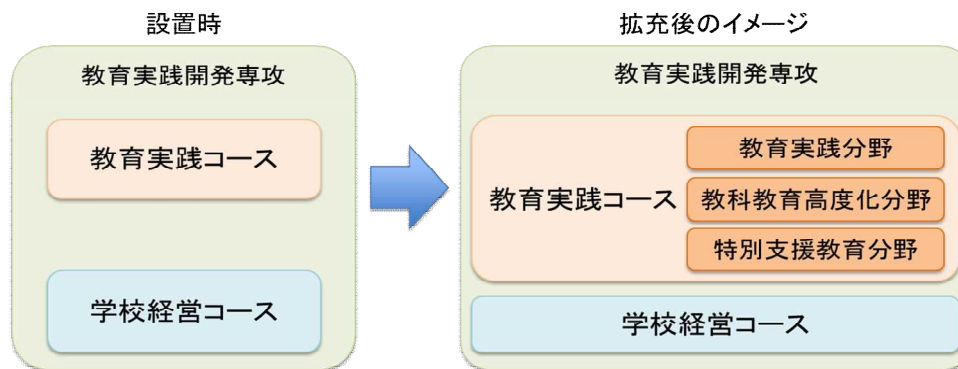 設置時
教育実践開発専攻
教育実践コース
学校経営コース
拡充後のイメージ
教育実践開発専攻
教育実践コース
教育実践分野
教科教育高度化分野
特別支援教育分野
学校経営コース